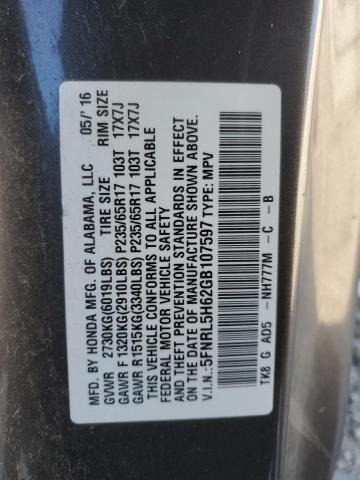 MFD. BY HONDA MFG. OF ALABAMA, LLC 05/'16
GVWR 2730KG(6019LBS) TIRE SIZE RIM SIZE
GAWR F 1320KG(2910LBS) P235/65R17 103T 17X7J
GAWR R 1515KG(3340LBS) P235/65R17 103T 17X7J
THIS VEHICLE CONFORMS TO ALL APPLICABLE
FEDERAL MOTOR VEHICLE SAFETY
AND THEFT PREVENTION STANDARDS IN EFFECT
ON THE DATE OF MANUFACTURE SHOWN ABOVE.
V.I.N.:5FNRL5H62GB107597 TYPE: MPV
TK8 G AD5 -NH777M -C -B